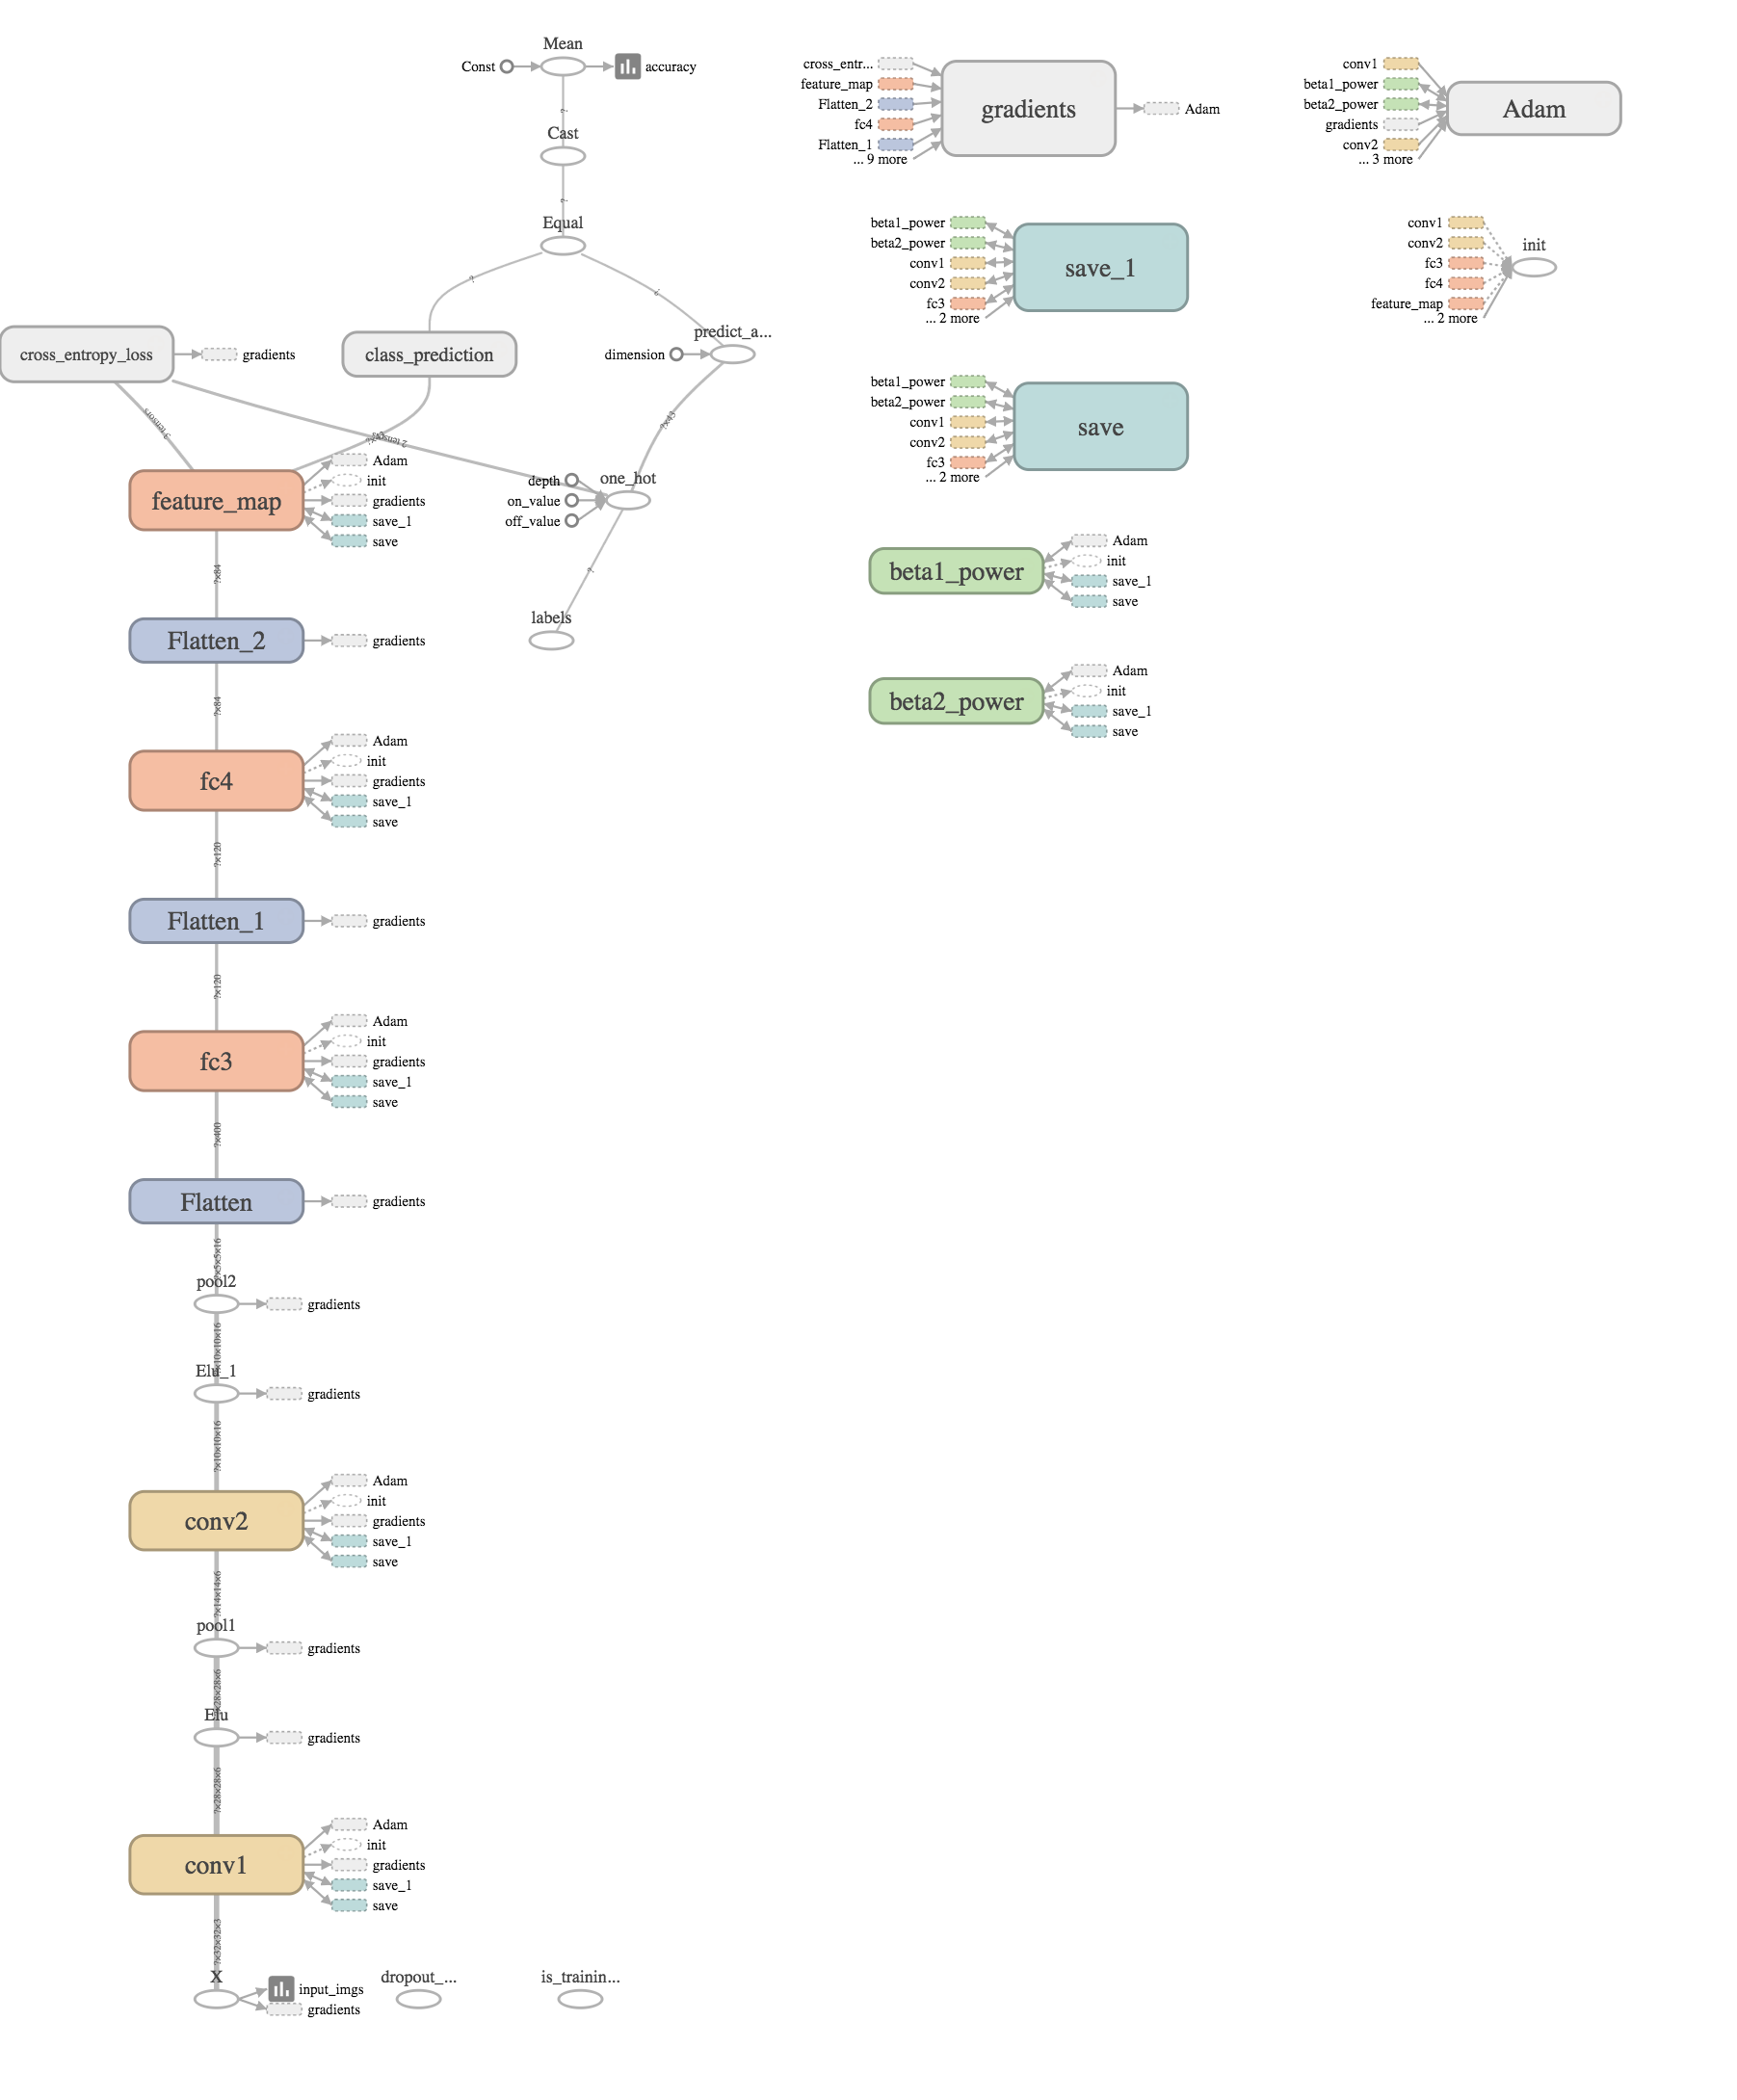 Mean
Const
accuracy
?
Cast
?
Equal
?
?
cross_entropy_loss
gradients
class_prediction
dimension
predict_a...
3 tensors
?x43
2 tensors
?x43
feature_map
Adam
init
gradients
save_1
save
depth
on_value
off_value
one_hot
?
labels
?x84
Flatten_2
gradients
?x84
fc4
Adam
init
gradients
save_1
save
?x120
Flatten_1
gradients
?x120
fc3
Adam
init
gradients
save_1
save
?x400
Flatten
gradients
?x5x5x16
pool2
gradients
?x10x10x16
Elu_1
gradients
?x10x10x16
conv2
Adam
init
gradients
save_1
save
?x14x14x6
pool1
gradients
?x28x28x6
Elu
gradients
?x28x28x6
conv1
Adam
init
gradients
save_1
save
?x32x32x3
X
input_imgs
gradients
dropout_...
is_trainin...
cross_entr...
feature_map
Flatten_2
fc4
Flatten_1
... 9 more
gradients
Adam
conv1
beta1_power
beta2_power
gradients
conv2
... 3 more
Adam
beta1_power
beta2_power
conv1
conv2
fc3
... 2 more
save_1
conv1
conv2
fc3
fc4
feature_map
... 2 more
init
beta1_power
beta2_power
conv1
conv2
fc3
... 2 more
save
beta1_power
Adam
init
save_1
save
beta2_power
Adam
init
save_1
save